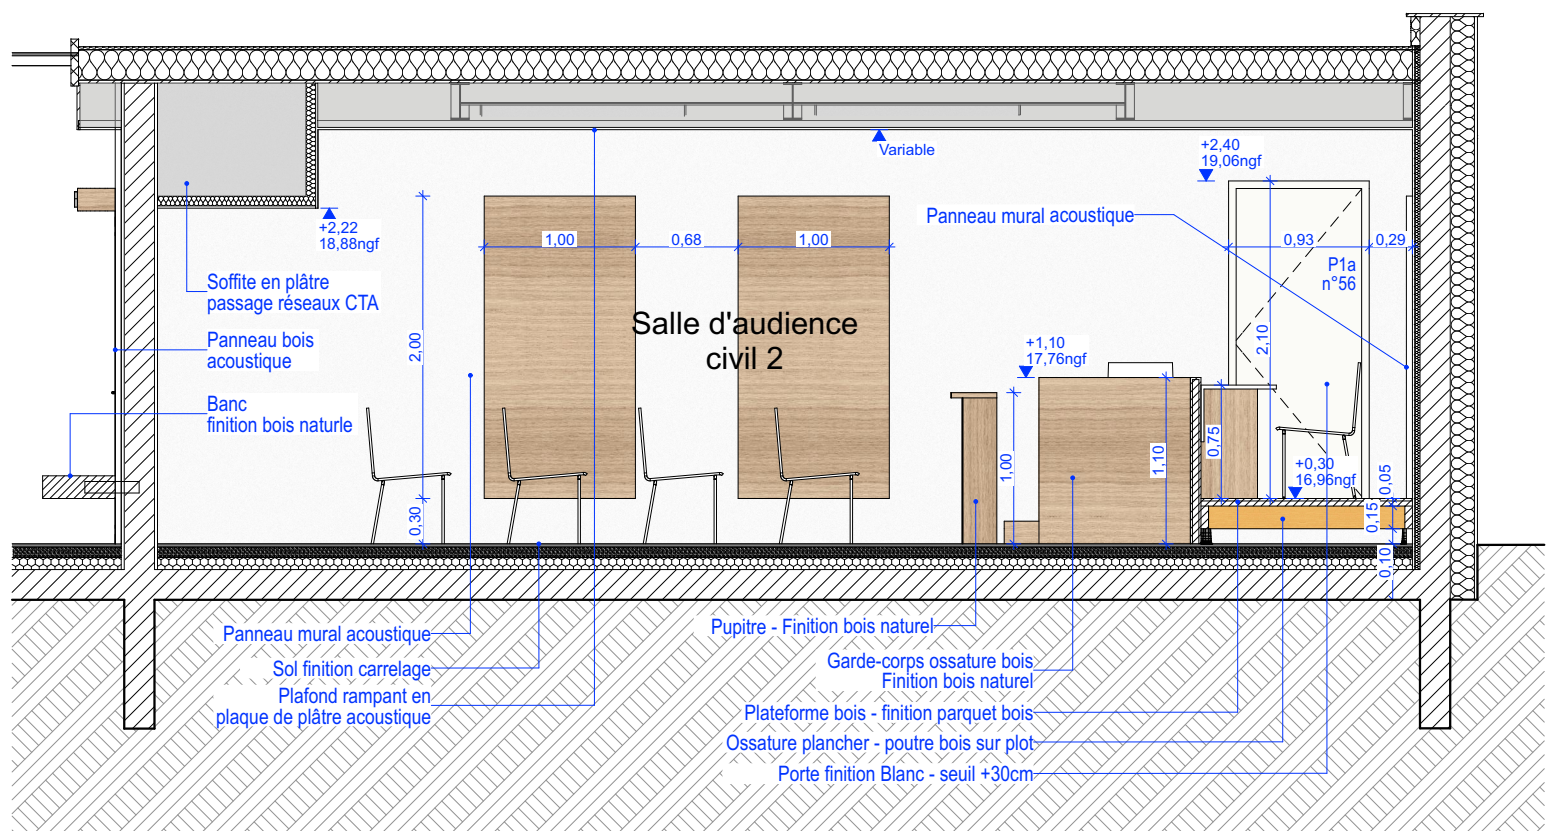 Variable
+2,40
19,06ngf
+2,22
18,88ngf
Panneau mural acoustique
1,00
0,68
1,00
0,93
0,29
P1a
n°56
Soffite en plâtre
passage réseaux CTA
Panneau bois
acoustique
Banc
finition bois naturle
2,00
Salle d'audience
civil 2
+1,10
17,76ngf
2,10
1,00
1,10
0,75
+0,30
16,96ngf
0,05
0,15
0,10
0,30
Panneau mural acoustique
Sol finition carrelage
Plafond rampant en
plaque de plâtre acoustique
Pupitre - Finition bois naturel
Garde-corps ossature bois
Finition bois naturel
Plateforme bois - finition parquet bois
Ossature plancher - poutre bois sur plot
Porte finition Blanc - seuil +30cm